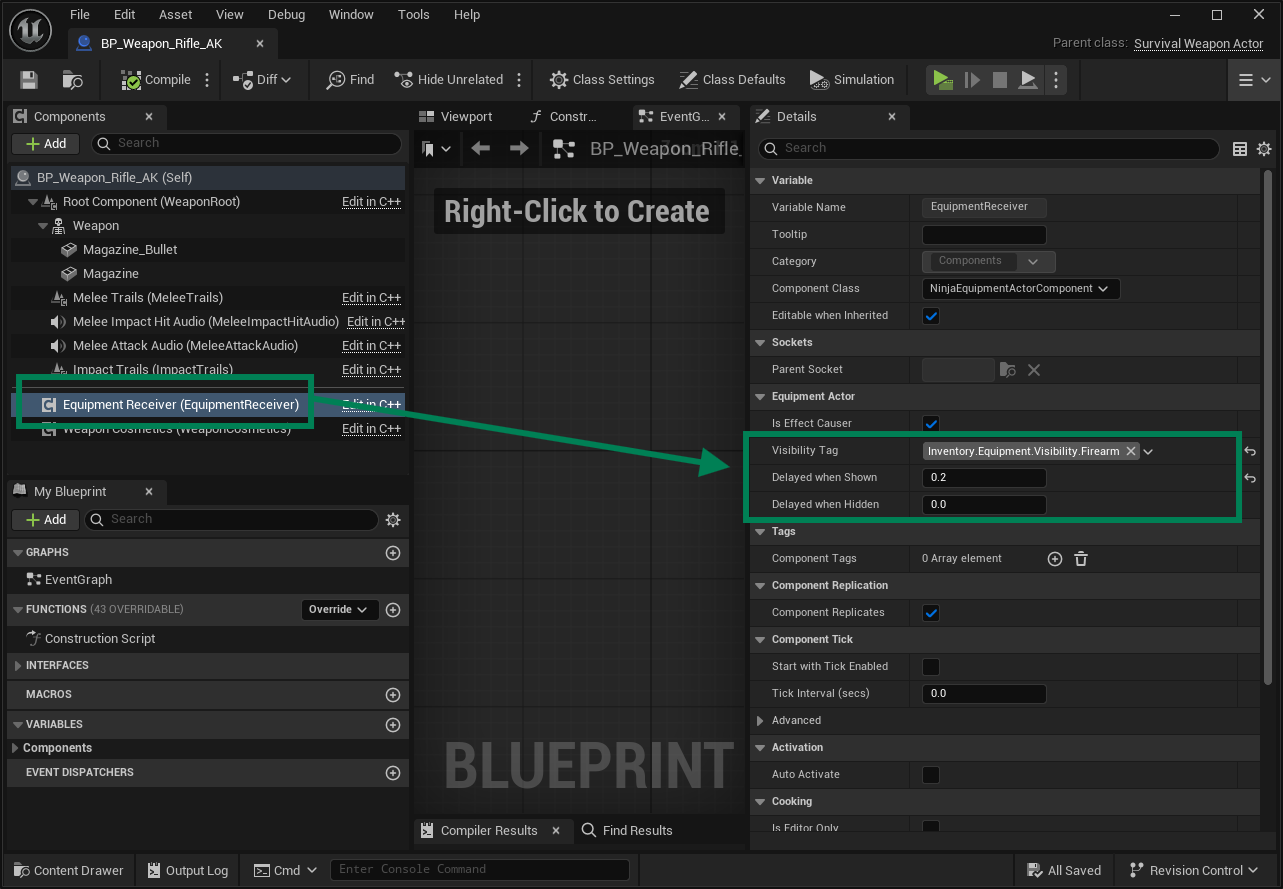 File Edit Asset View Debug Window Tools Help
BP_Weapon_Rifle_AK
Parent class: Survival Weapon Actor
Compile Diff Find Hide Unrelated Class Settings Class Defaults Simulation
Components
Add Search
BP_Weapon_Rifle_AK (Self)
Root Component (WeaponRoot) Edit in C++
Weapon
Magazine_Bullet
Magazine
Melee Trails (MeleeTrails) Edit in C++
Melee Impact Hit Audio (MeleeImpactHitAudio) Edit in C++
Melee Attack Audio (MeleeAttackAudio) Edit in C++
Impact Trails (ImpactTrails) Edit in C++
Equipment Receiver (EquipmentReceiver) Edit in C++
Weapon Cosmetics (WeaponCosmetics) Edit in C++
My Blueprint
Add Search
GRAPHS
EventGraph
FUNCTIONS (43 OVERRIDABLE) Override
Construction Script
INTERFACES
MACROS
VARIABLES
Components
EVENT DISPATCHERS
Viewport Constr... EventG...
BP_Weapon_Rifle_
Right-Click to Create
BLUEPRINT
Compiler Results Find Results
Details
Search
Variable
Variable Name EquipmentReceiver
Tooltip
Category Components
Component Class NinjaEquipmentActorComponent
Editable when Inherited
Sockets
Parent Socket
Equipment Actor
Is Effect Causer
Visibility Tag Inventory.Equipment.Visibility.Firearm
Delayed when Shown 0.2
Delayed when Hidden 0.0
Tags
Component Tags 0 Array element
Component Replication
Component Replicates
Component Tick
Start with Tick Enabled
Tick Interval (secs) 0.0
Advanced
Activation
Auto Activate
Cooking
Is Editor Only
Content Drawer Output Log Cmd Enter Console Command All Saved Revision Control